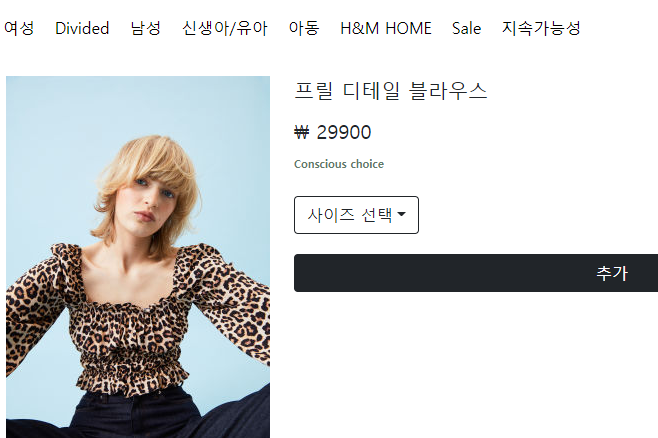 여성 Divided 남성 신생아/유아 아동 H&M HOME Sale 지속가능성
프릴 디테일 블라우스
₩ 29900
Conscious choice
사이즈 선택
추가